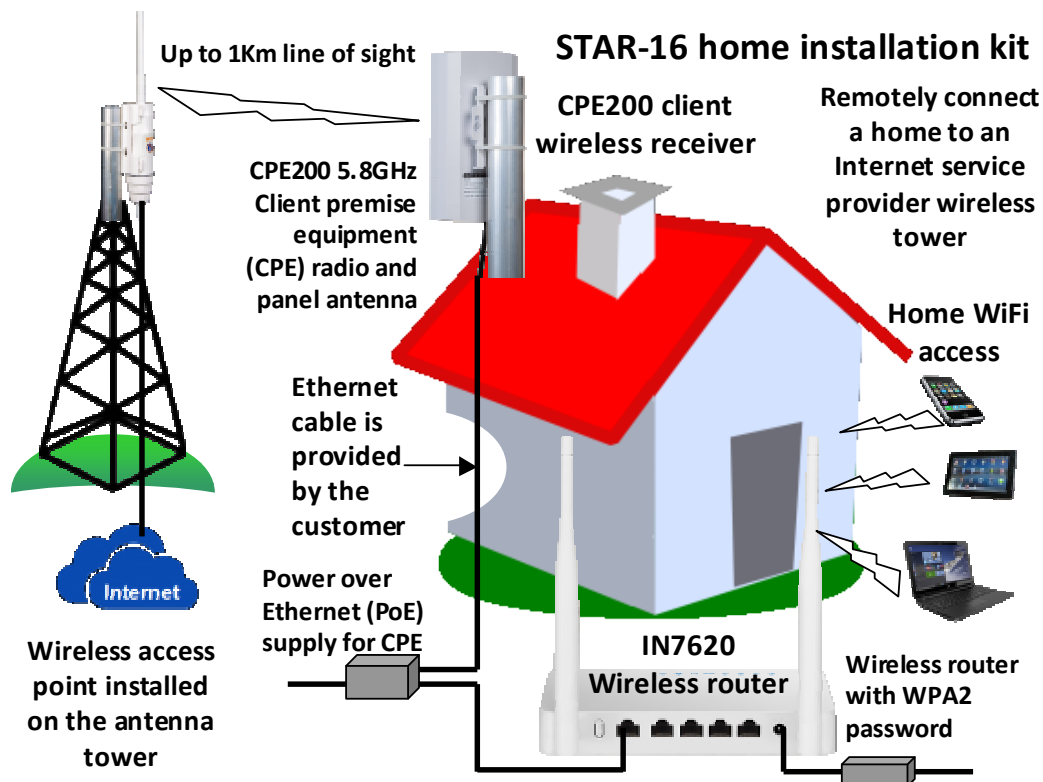 STAR-16 home installation kit
Up to 1Km line of sight
CPE200 client
wireless receiver
Remotely connect
a home to an
Internet service
provider wireless
tower
CPE200 5.8GHz
Client premise
equipment
(CPE) radio and
panel antenna
Home WiFi
access
Ethernet
cable is
provided
by the
customer
Internet
Power over
Ethernet (PoE)
supply for CPE
Wireless access
point installed
on the antenna
tower
IN7620
Wireless router
Wireless router
with WPA2
password